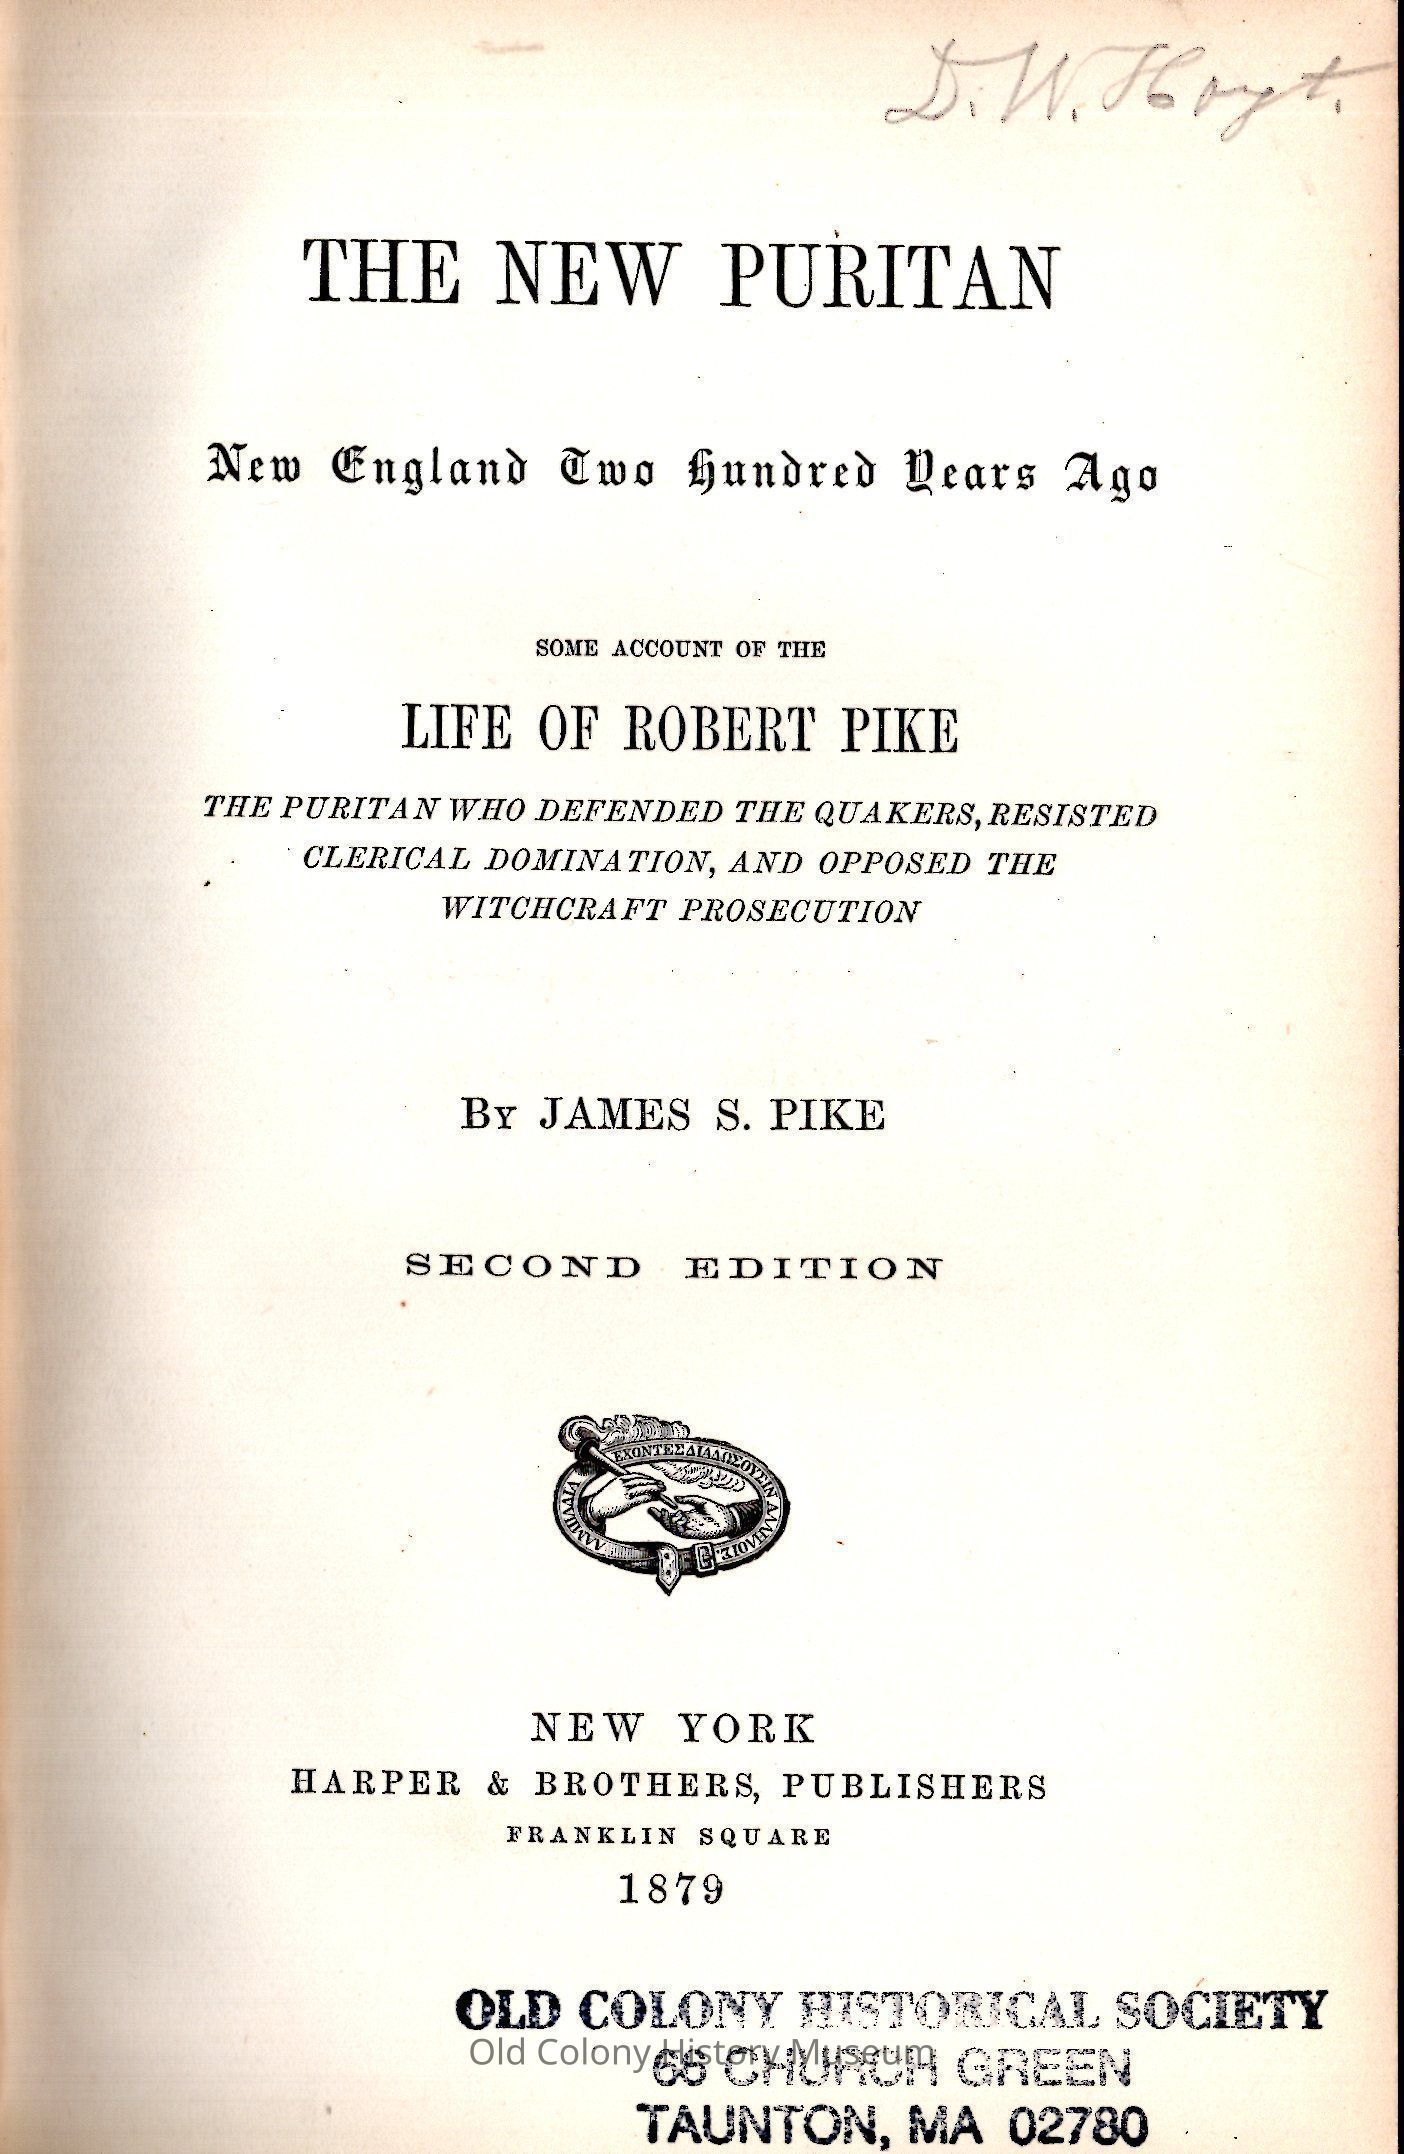 D. W. Hoyt.
THE NEW PURITAN
New England Two Hundred Years Ago
SOME ACCOUNT OF THE
LIFE OF ROBERT PIKE
THE PURITAN WHO DEFENDED THE QUAKERS, RESISTED
CLERICAL DOMINATION, AND OPPOSED THE
WITCHCRAFT PROSECUTION
BY JAMES S. PIKE
SECOND EDITION
ΛΑΜΠΑΔΙΑ ΕΧΟΝΤΕΣ ΔΙΑΔΩΣΟΥΣΙΝ ΑΛΛΗΛΟΙΣ.
NEW YORK
HARPER & BROTHERS, PUBLISHERS
FRANKLIN SQUARE
1879
OLD COLONY HISTORICAL SOCIETY
Old Colony History Museum
66 CHURCH GREEN
TAUNTON, MA 02780